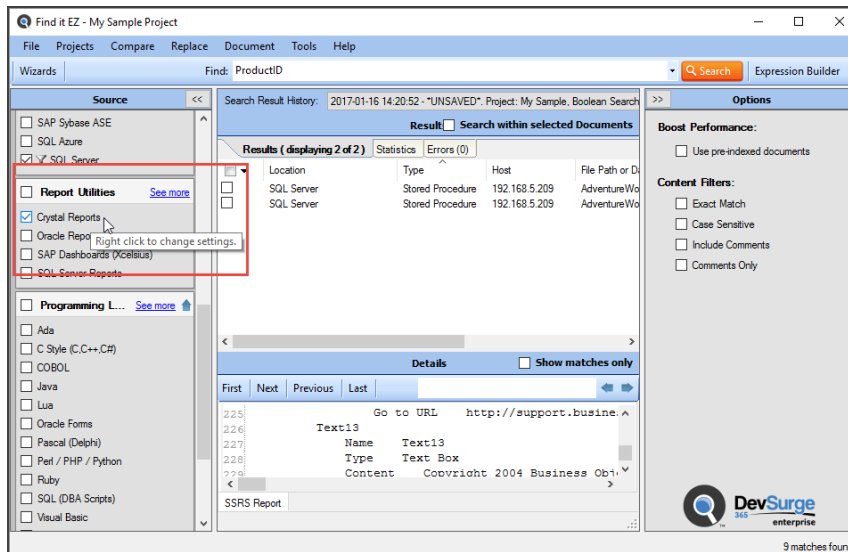 Find it EZ - My Sample Project
File Projects Compare Replace Document Tools Help
Wizards Find: ProductID Search Expression Builder
Source <<
SAP Sybase ASE
SQL Azure
SQL Server
Report Utilities See more
Crystal Reports
Oracle Repo
Right click to change settings.
SAP Dashboards (Xcelsius)
SQL Server Reports
Programming L... See more
Ada
C Style (C,C++,C#)
COBOL
Java
Lua
Oracle Forms
Pascal (Delphi)
Perl / PHP / Python
Ruby
SQL (DBA Scripts)
Visual Basic
Search Result History: 2017-01-16 14:20:52 - *UNSAVED*. Project: My Sample, Boolean Search
Result Search within selected Documents
Results ( displaying 2 of 2 ) Statistics Errors (0)
Location Type Host File Path or Da
SQL Server Stored Procedure 192.168.5.209 AdventureWo
SQL Server Stored Procedure 192.168.5.209 AdventureWo
Details Show matches only
First Next Previous Last
225 Go to URL http://support.busine
226 Text13
227 Name Text13
228 Type Text Box
229 Content Copyright 2004 Business Obj
SSRS Report
>> Options
Boost Performance:
Use pre-indexed documents
Content Filters:
Exact Match
Case Sensitive
Include Comments
Comments Only
DevSurge
365 enterprise
9 matches foun